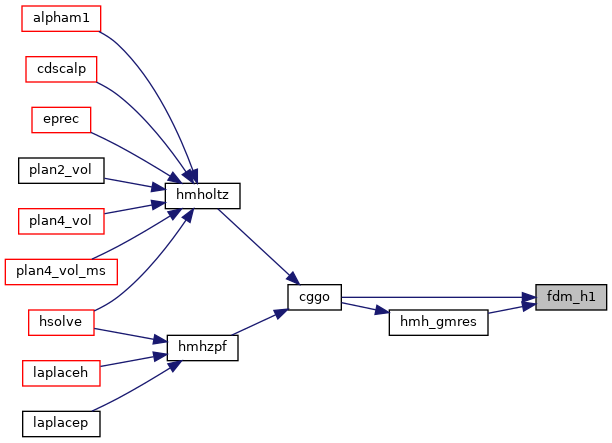 alpham1
cdscalp
eprec
plan2_vol
hmholtz
plan4_vol
plan4_vol_ms
cggo
fdm_h1
hsolve
hmh_gmres
hmhzpf
laplaceh
laplacep